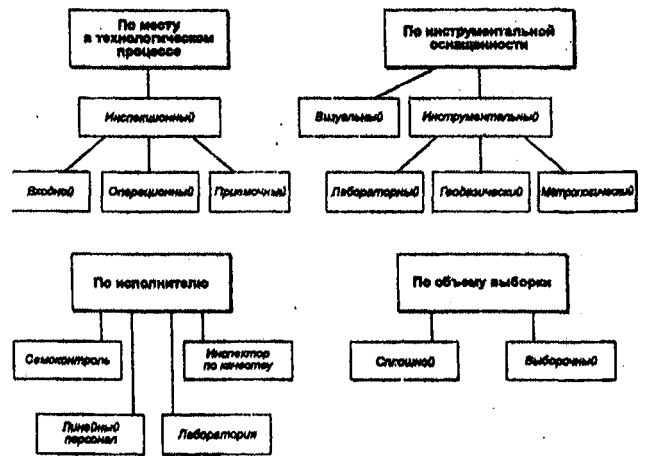 По месту
в технологическом
процессе
Инспекционный
Входной
Операционный
Приемочный
По инструментальной
оснащенности
Визуальный
Инструментальный
Лабораторный
Геодезический
Метрологический
По исполнителю
Самоконтроль
Инспектор
по качеству
Линейный
персонал
Лаборатория
По объему выборки
Сплошной
Выборочный